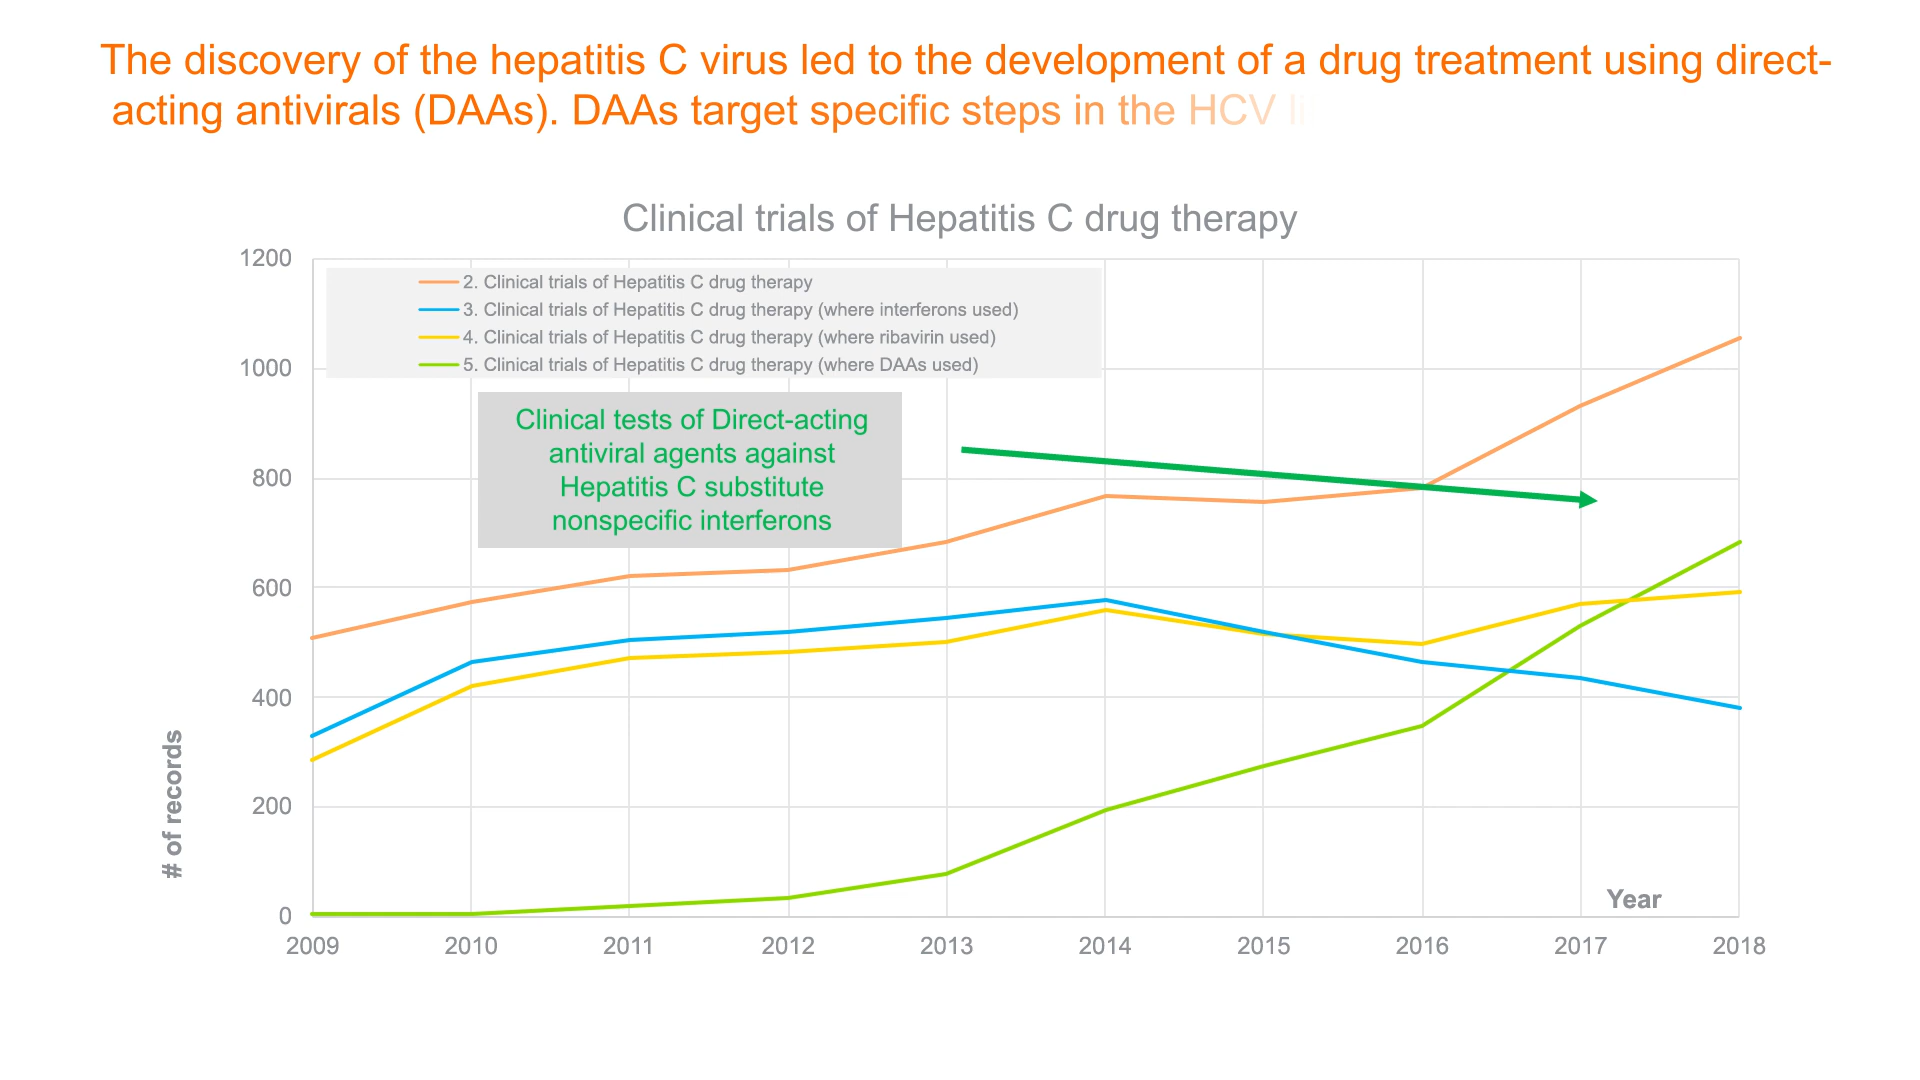 The discovery of the hepatitis C virus led to the development of a drug treatment using direct-
acting antivirals (DAAs). DAAs target specific steps in the HCV
Clinical trials of Hepatitis C drug therapy
1200
1000
800
600
400
200
0
2. Clinical trials of Hepatitis C drug therapy
3. Clinical trials of Hepatitis C drug therapy (where interferons used)
4. Clinical trials of Hepatitis C drug therapy (where ribavirin used)
5. Clinical trials of Hepatitis C drug therapy (where DAAs used)
Clinical tests of Direct-acting
antiviral agents against
Hepatitis C substitute
nonspecific interferons
# of records
Year
2009 2010 2011 2012 2013 2014 2015 2016 2017 2018